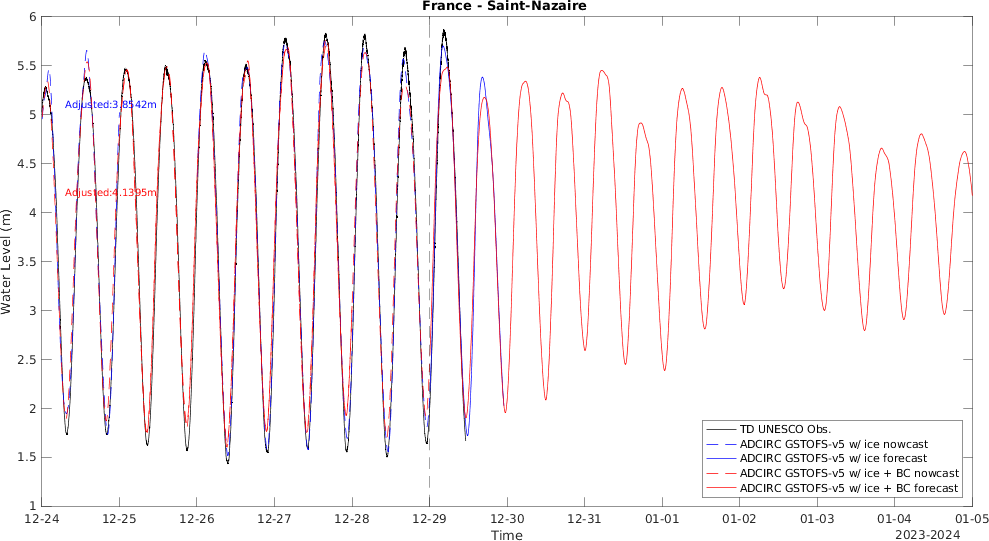 France - Saint-Nazaire
6
5.5
5
4.5
4
3.5
3
2.5
2
1.5
1
Water Level (m)
Adjusted:3.8542m
Adjusted:4.1395m
TD UNESCO Obs.
ADCIRC GSTOFS-v5 w/ ice nowcast
ADCIRC GSTOFS-v5 w/ ice forecast
ADCIRC GSTOFS-v5 w/ ice + BC nowcast
ADCIRC GSTOFS-v5 w/ ice + BC forecast
12-24 12-25 12-26 12-27 12-28 12-29 12-30 12-31 01-01 01-02 01-03 01-04 01-05
Time
2023-2024